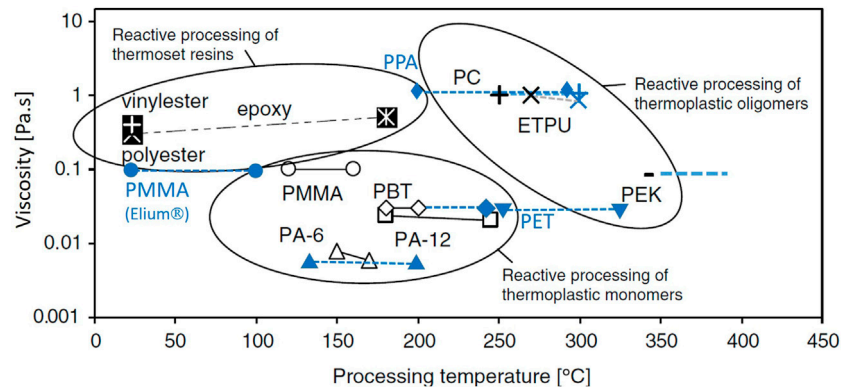 Reactive processing of
thermoset resins
PPA
PC
Reactive processing of
thermoplastic oligomers
vinylester
epoxy
ETPU
polyester
PMMA
(Elium®)
PMMA
PBT
PEK
PET
PA-6
PA-12
Reactive processing of
thermoplastic monomers
Viscosity [Pa.s]
10
1
0.1
0.01
0.001
0
50
100
150
200
250
300
350
400
450
Processing temperature [°C]